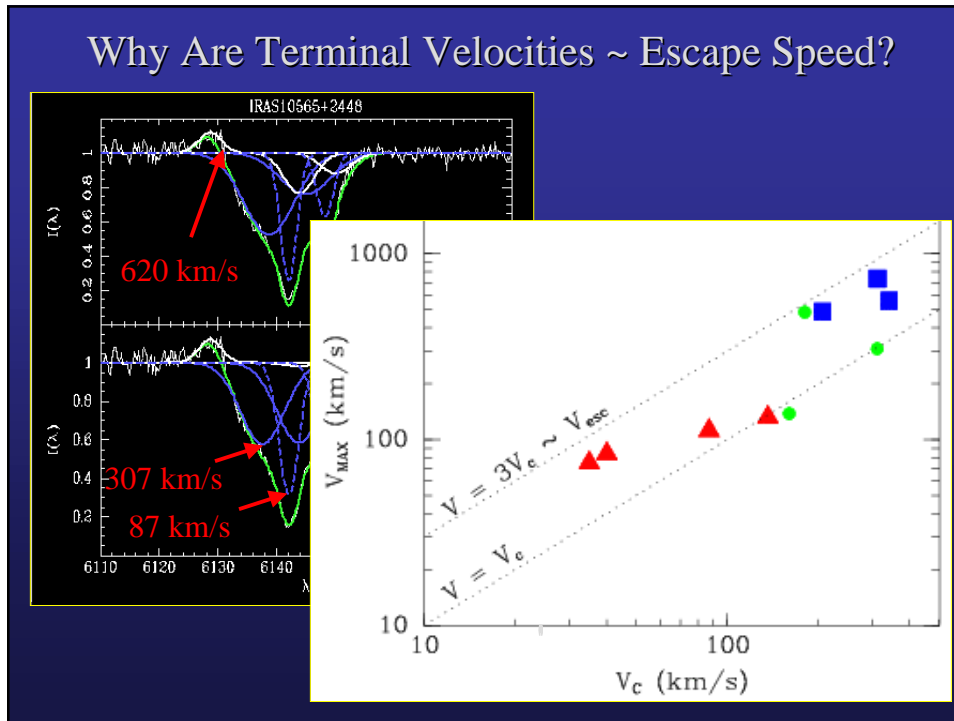 Why Are Terminal Velocities ~ Escape Speed?
IRAS10565+2448
I(λ)
1
0.8
0.6
0.4
0.2
620 km/s
I(λ)
1
0.8
0.6
0.4
0.2
307 km/s
87 km/s
6110 6120 6130 6140
λ
V_MAX (km/s)
1000
100
10
V = 3V_c ~ V_esc
V = V_c
10 100
V_C (km/s)